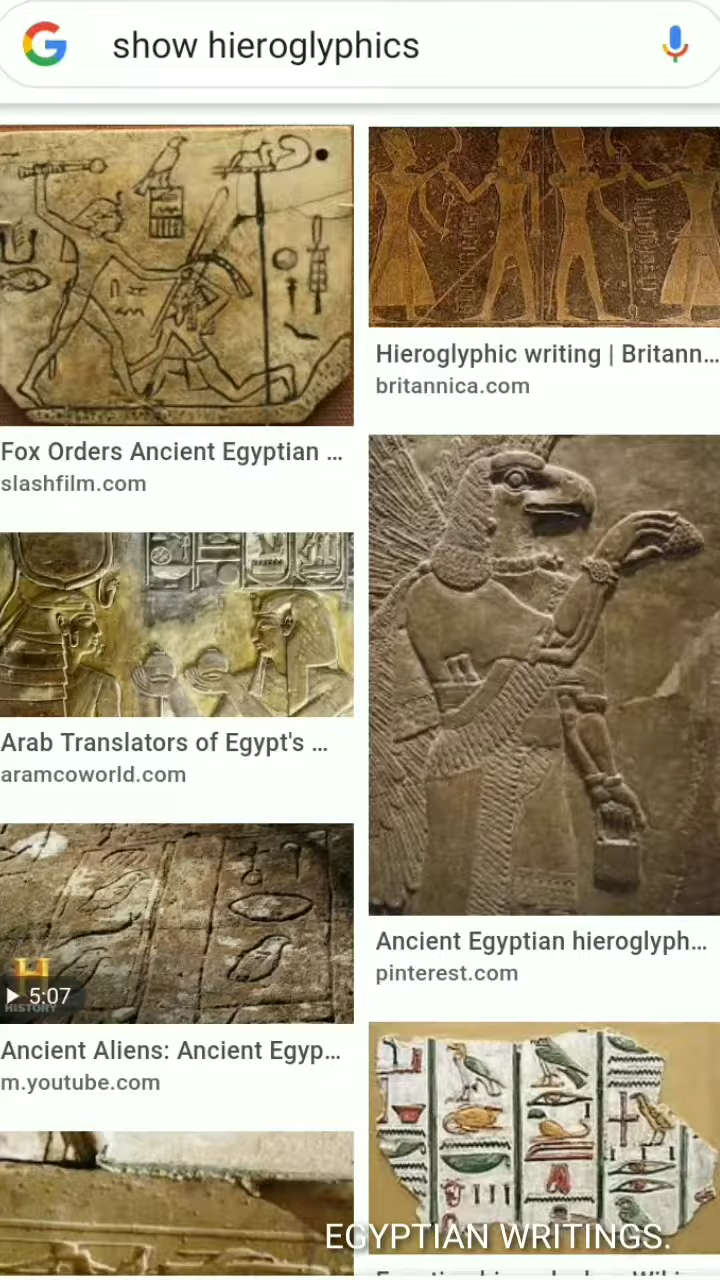 show hieroglyphics
Fox Orders Ancient Egyptian ...
slashfilm.com
Hieroglyphic writing | Britann...
britannica.com
Arab Translators of Egypt's ...
aramcoworld.com
Ancient Egyptian hieroglyph...
pinterest.com
H
HISTORY
5:07
Ancient Aliens: Ancient Egyp...
m.youtube.com
EGYPTIAN WRITINGS.